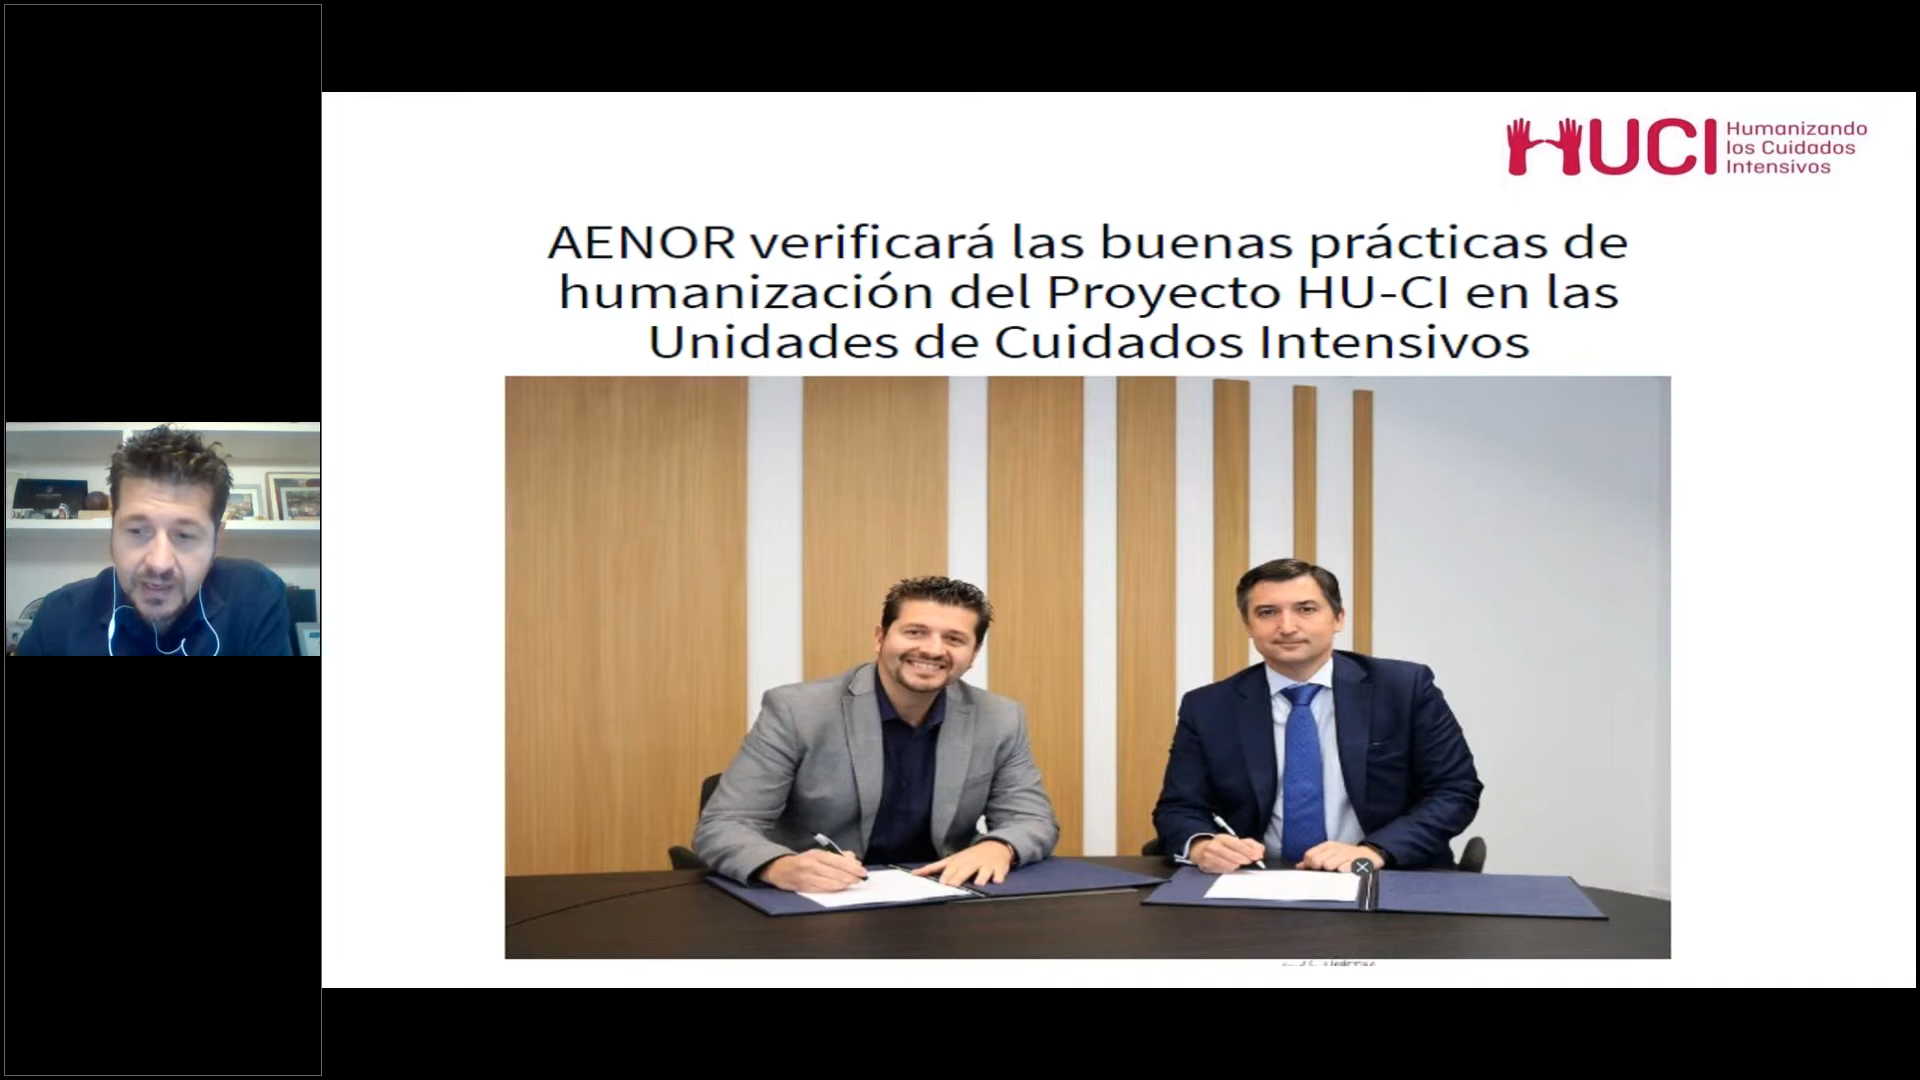 HUCI
Humanizando
los Cuidados
Intensivos
AENOR verificará las buenas prácticas de
humanización del Proyecto HU-CI en las
Unidades de Cuidados Intensivos